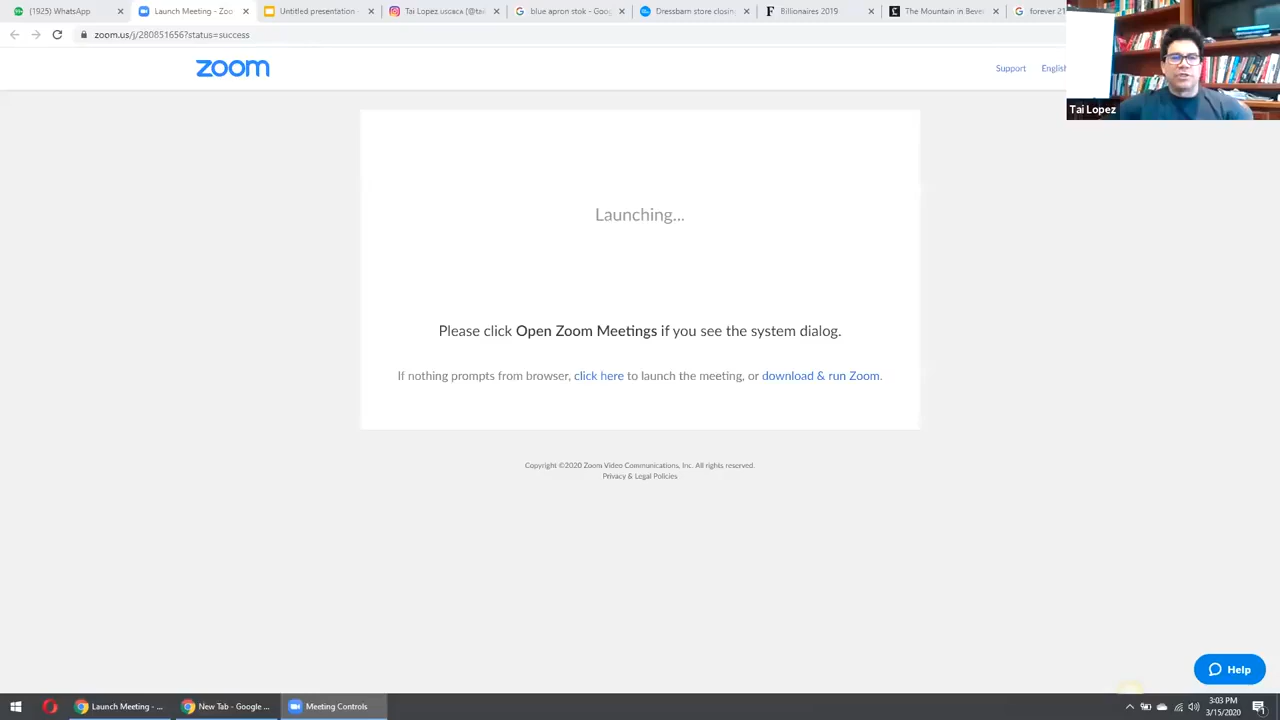 (1925) WhatsApp
Launch Meeting - Zoo
Untitled presentation
Tai Lopez uscaca (@tai
blue apron stok - Goo
Dressbarn store closin
Billionaires 2019
The Mountain in Beve
forever 21
zoom.us/j/280851656?status=success
zoom
Support
English
Tai Lopez
Launching...
Please click Open Zoom Meetings if you see the system dialog.
If nothing prompts from browser, click here to launch the meeting, or download & run Zoom.
Copyright ©2020 Zoom Video Communications, Inc. All rights reserved.
Privacy & Legal Policies
Help
Launch Meeting - ...
New Tab - Google ...
Meeting Controls
3:03 PM
3/15/2020